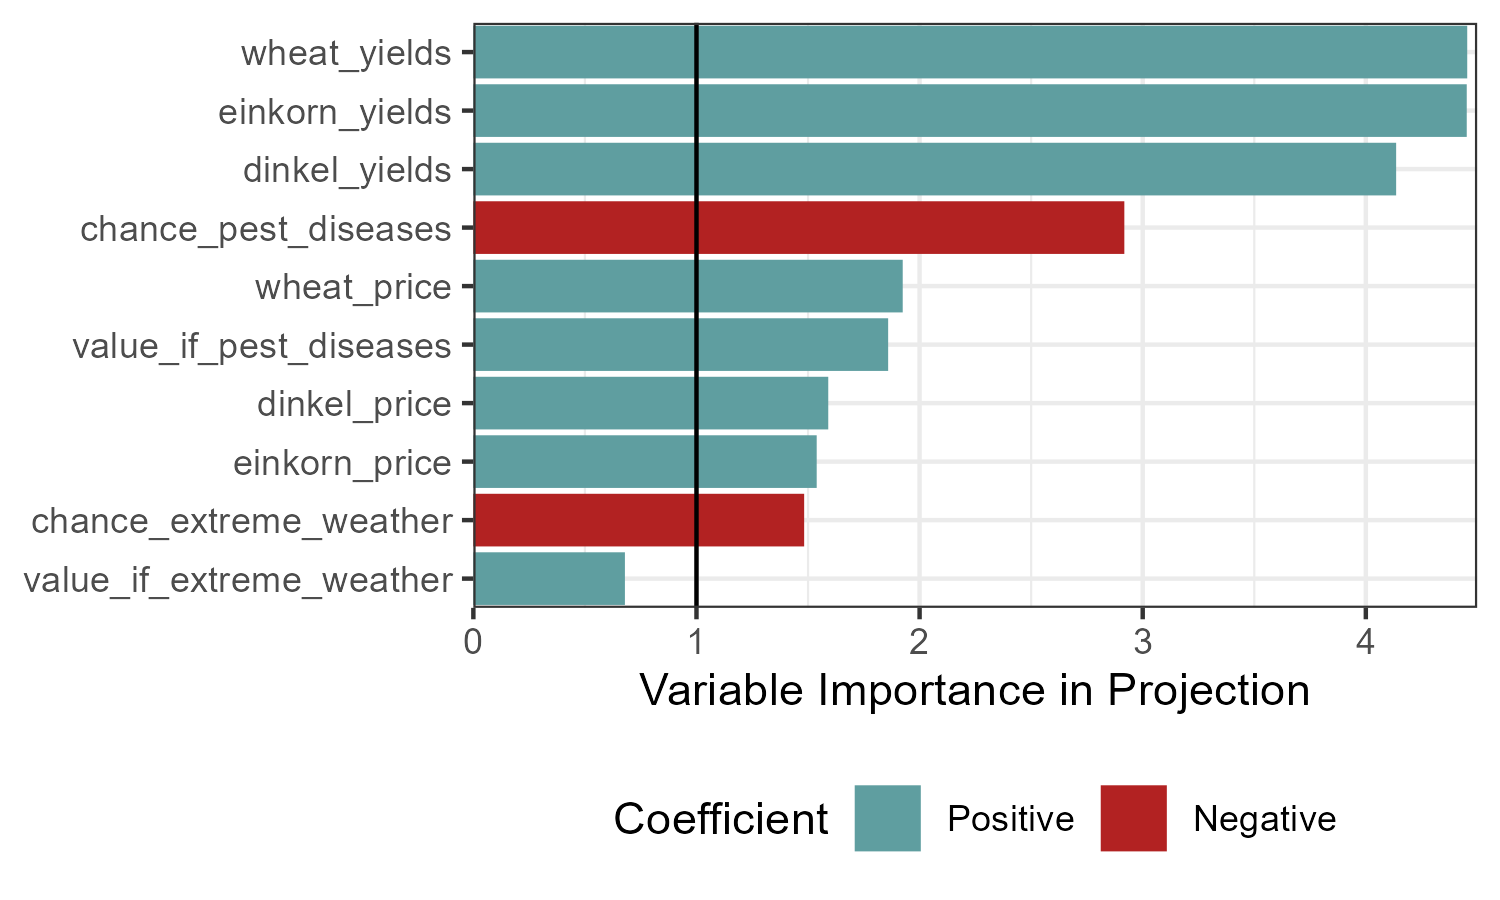 wheat_yields
einkorn_yields
dinkel_yields
chance_pest_diseases
wheat_price
value_if_pest_diseases
dinkel_price
einkorn_price
chance_extreme_weather
value_if_extreme_weather
0 1 2 3 4
Variable Importance in Projection
Coefficient Positive Negative